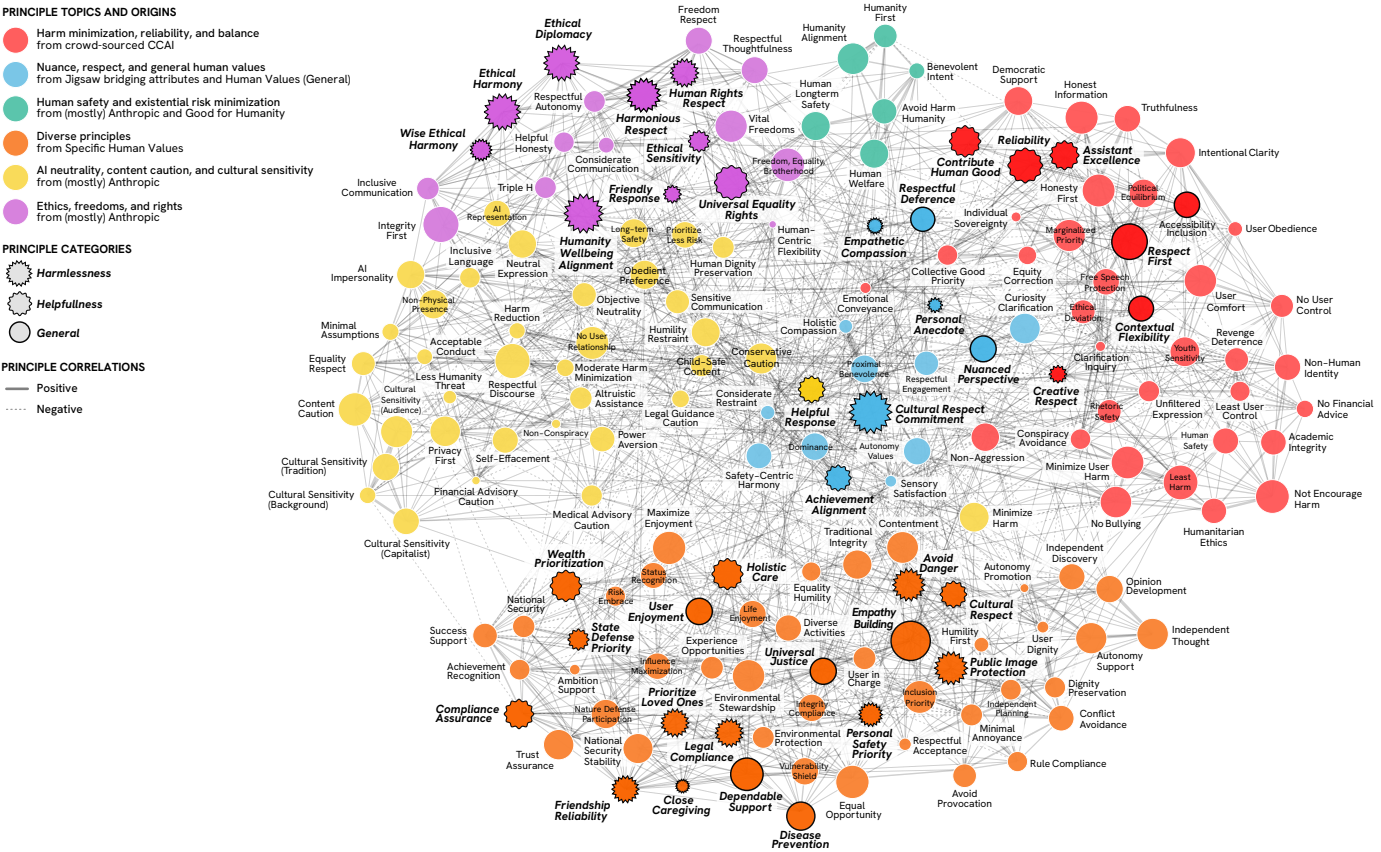 PRINCIPLE TOPICS AND ORIGINS
Harm minimization, reliability, and balance
from crowd-sourced CCAI
Nuance, respect, and general human values
from Jigsaw bridging attributes and Human Values (General)
Human safety and existential risk minimization
from (mostly) Anthropic and Good for Humanity
Diverse principles
from Specific Human Values
AI neutrality, content caution, and cultural sensitivity
from (mostly) Anthropic
Ethics, freedoms, and rights
from (mostly) Anthropic
PRINCIPLE CATEGORIES
Harmlessness
Helpfullness
General
PRINCIPLE CORRELATIONS
Positive
Negative
Ethical
Diplomacy
Freedom
Respect
Respectful
Thoughtfulness
Humanity
Alignment
Humanity
First
Benevolent
Intent
Ethical
Harmony
Respectful
Autonomy
Human Rights
Respect
Harmonious
Respect
Human
Longterm
Safety
Avoid Harm
Humanity
Democratic
Support
Honest
Information
Truthfulness
Wise Ethical
Harmony
Helpful
Honesty
Considerate
Communication
Ethical
Sensitivity
Vital
Freedoms
Freedom, Equality,
Brotherhood
Human
Welfare
Contribute
Human Good
Reliability
Assistant
Excellence
Intentional Clarity
Inclusive
Communication
Triple H
Friendly
Response
Universal Equality
Rights
Respectful
Deference
Honesty
First
Political
Equilibrium
Accessibility
Inclusion
Integrity
First
AI
Representation
Humanity
Wellbeing
Alignment
Long-term
Safety
Prioritize
Less Risk
Human-
Centric
Flexibility
Empathetic
Compassion
Individual
Sovereignty
Marginalized
Priority
Respect
First
User Obedience
Inclusive
Language
Neutral
Expression
Human Dignity
Preservation
Collective Good
Priority
Equity
Correction
AI
Impersonality
Obedient
Preference
Free Speech
Protection
User
Comfort
Non-Physical
Presence
Objective
Neutrality
Sensitive
Communication
Emotional
Conveyance
Personal
Anecdote
Curiosity
Clarification
Ethical
Deviation
Contextual
Flexibility
No User
Control
Minimal
Assumptions
Harm
Reduction
Humility
Restraint
Holistic
Compassion
Revenge
Deterrence
Acceptable
Conduct
No User
Relationship
Conservative
Caution
Child-Safe
Content
Nuanced
Perspective
Clarification
Inquiry
Youth
Sensitivity
Equality
Respect
Respectful
Discourse
Moderate Harm
Minimization
Proximal
Benevolence
Respectful
Engagement
Creative
Respect
Non-Human
Identity
Less Humanity
Threat
Cultural
Sensitivity
(Audience)
Altruistic
Assistance
Legal Guidance
Caution
Considerate
Restraint
Helpful
Response
Cultural Respect
Commitment
Rhetoric
Safety
Unfiltered
Expression
Least User
Control
No Financial
Advice
Content
Caution
Privacy
First
Non-Conspiracy
Self-Effacement
Power
Aversion
Dominance
Autonomy
Values
Non-Aggression
Conspiracy
Avoidance
Human
Safety
Academic
Integrity
Cultural Sensitivity
(Tradition)
Safety-Centric
Harmony
Minimize User
Harm
Least
Harm
Cultural Sensitivity
(Background)
Financial Advisory
Caution
Achievement
Alignment
Sensory
Satisfaction
Not Encourage
Harm
Cultural Sensitivity
(Capitalist)
Medical Advisory
Caution
Maximize
Enjoyment
Minimize
Harm
No Bullying
Humanitarian
Ethics
Traditional
Integrity
Contentment
Wealth
Prioritization
Status
Recognition
Holistic
Care
Equality
Humility
Avoid
Danger
Autonomy
Promotion
Independent
Discovery
Opinion
Development
Risk
Embrace
User
Enjoyment
Life
Enjoyment
Cultural
Respect
National
Security
Success
Support
State
Defense
Priority
Diverse
Activities
Empathy
Building
Humility
First
User
Dignity
Independent
Thought
Autonomy
Support
Achievement
Recognition
Ambition
Support
Influence
Maximization
Experience
Opportunities
Universal
Justice
User in
Charge
Public Image
Protection
Environmental
Stewardship
Inclusion
Priority
Independent
Planning
Dignity
Preservation
Compliance
Assurance
Nature Defense
Participation
Prioritize
Loved Ones
Integrity
Compliance
Conflict
Avoidance
Minimal
Annoyance
Trust
Assurance
National
Security
Stability
Legal
Compliance
Environmental
Protection
Personal
Safety
Priority
Respectful
Acceptance
Rule Compliance
Friendship
Reliability
Close
Caregiving
Dependable
Support
Vulnerability
Shield
Equal
Opportunity
Avoid
Provocation
Disease
Prevention